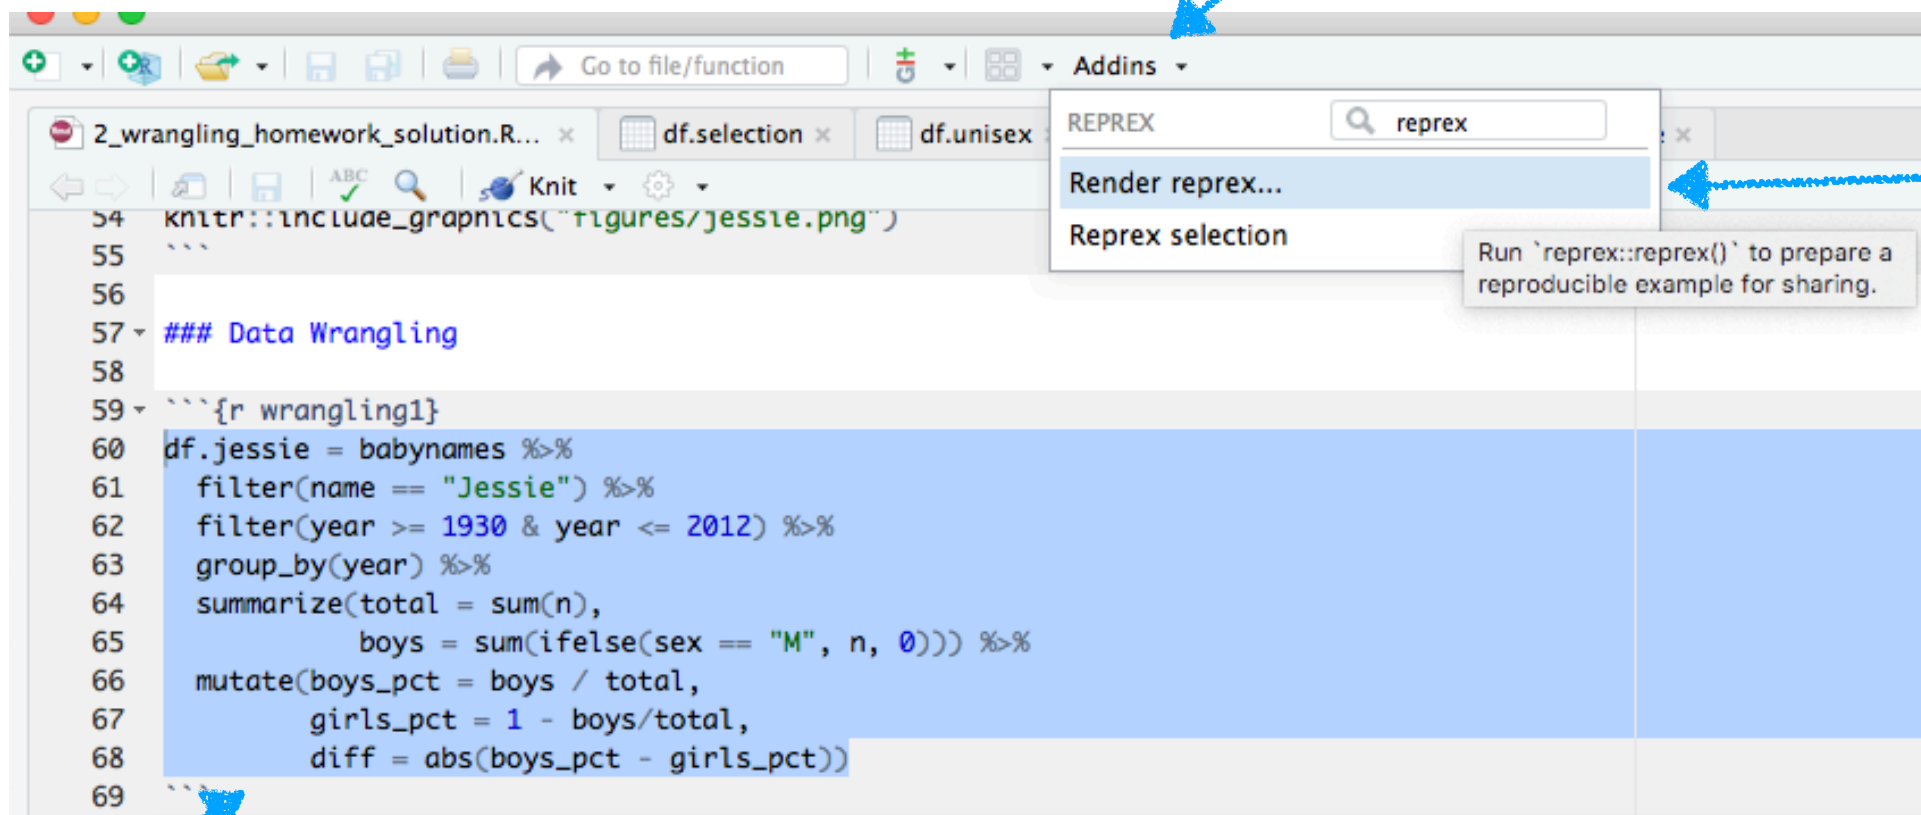 Go to file/function
Addins
2_wrangling_homework_solution.R...
df.selection
df.unisex
REPREX
reprex
Render reprex...
Reprex selection
Run `reprex::reprex()` to prepare a
reproducible example for sharing.
ABC
Knit
54 knitr::include_graphics("figures/jessie.png")
55 ```
56
57 ### Data Wrangling
58
59 ```{r wrangling1}
60 df.jessie = babynames %>%
61 filter(name == "Jessie") %>%
62 filter(year >= 1930 & year <= 2012) %>%
63 group_by(year) %>%
64 summarize(total = sum(n),
65 boys = sum(ifelse(sex == "M", n, 0))) %>%
66 mutate(boys_pct = boys / total,
67 girls_pct = 1 - boys/total,
68 diff = abs(boys_pct - girls_pct))
69 ```